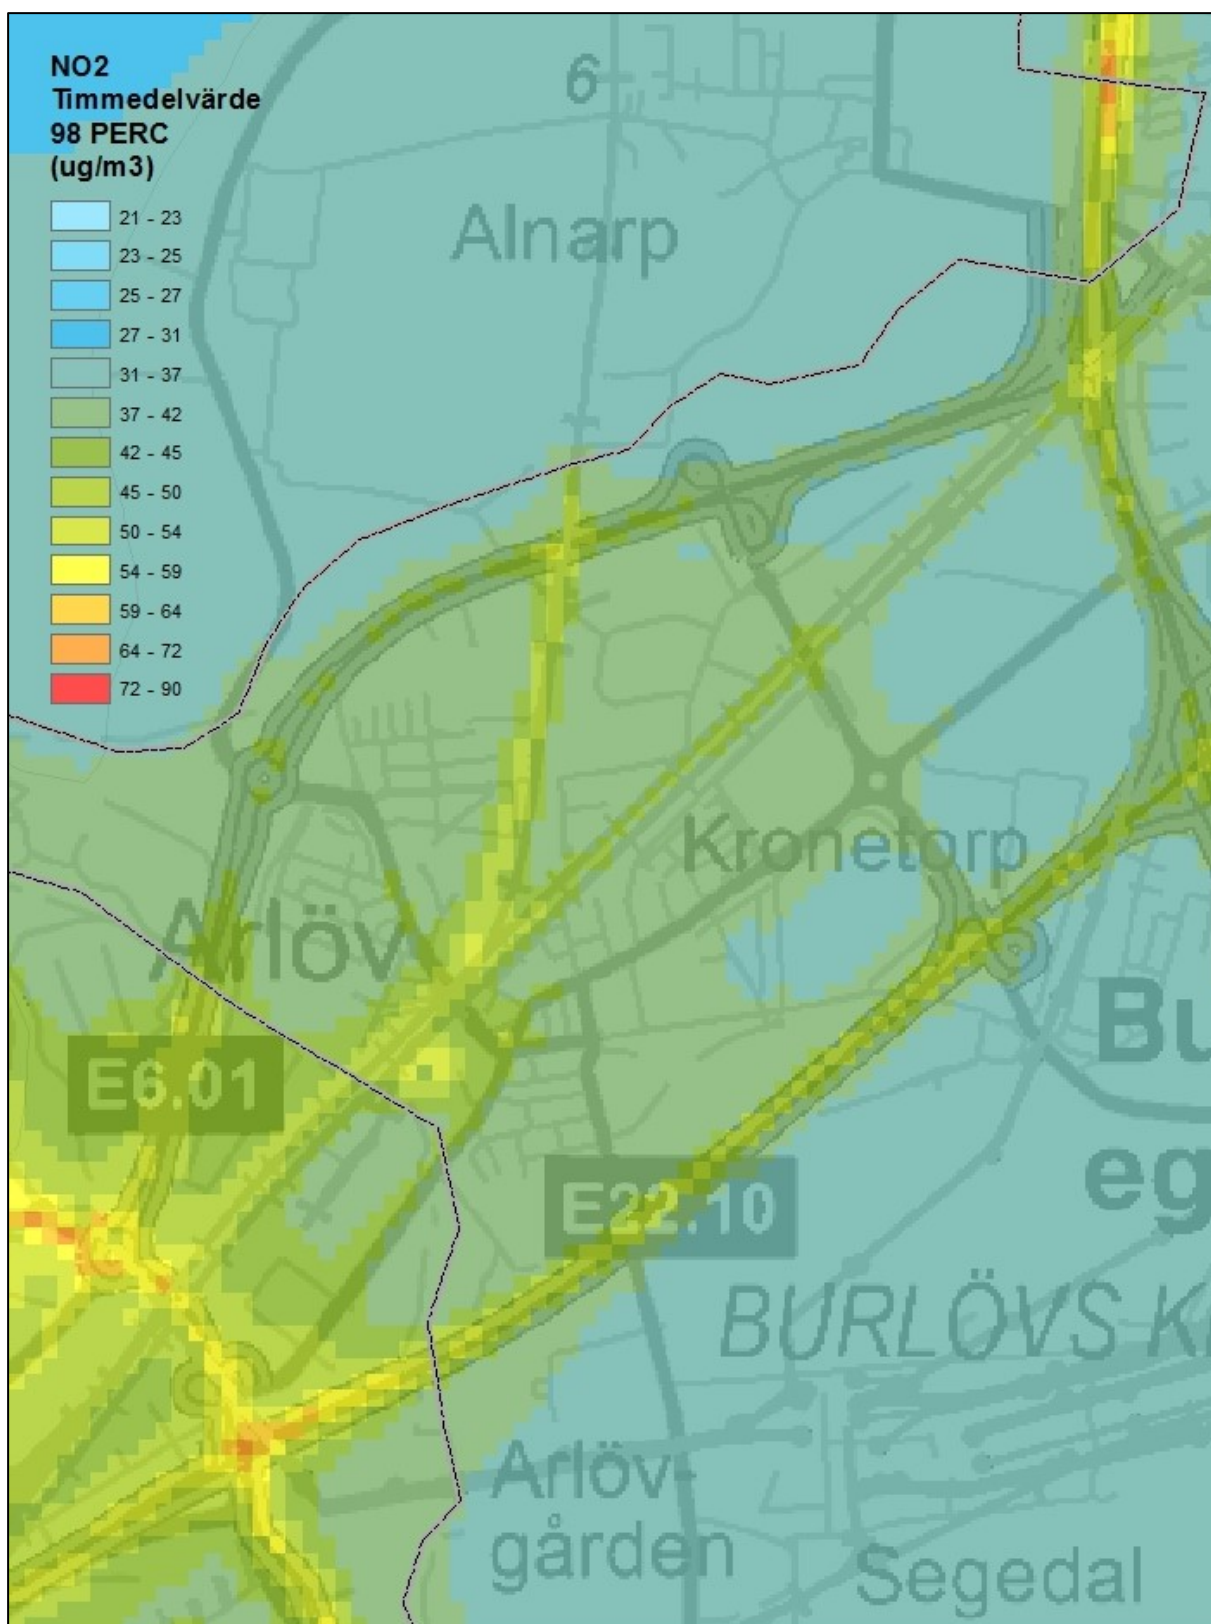 NO2
Timmedelvärde
98 PERC
(ug/m3)
21 - 23
23 - 25
25 - 27
27 - 31
31 - 37
37 - 42
42 - 45
45 - 50
50 - 54
54 - 59
59 - 64
64 - 72
72 - 90
6
Alnarp
Kronetorp
Arlöv
Bu
E6.01
eg
E22.10
BURLÖVS K
Arlöv-
gården
Segedal